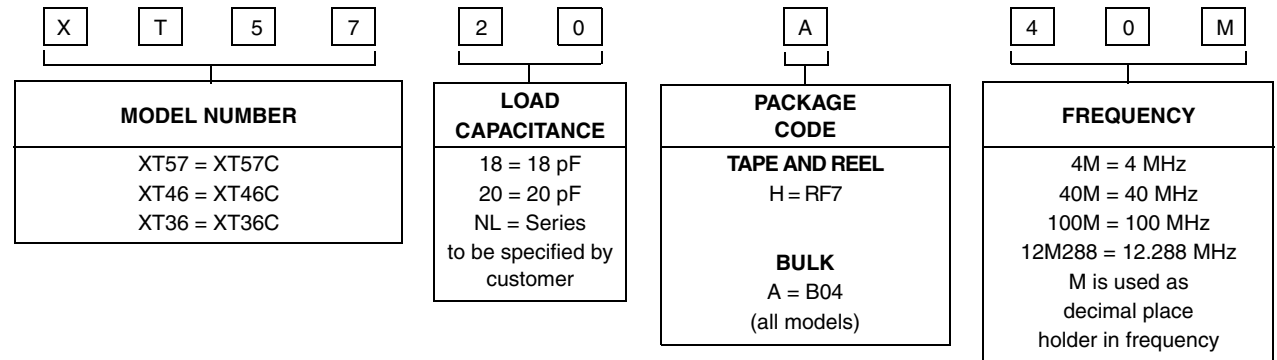 X T 5 7 2 0 A 4 0 M
MODEL NUMBER
XT57 = XT57C
XT46 = XT46C
XT36 = XT36C
LOAD
CAPACITANCE
18 = 18 pF
20 = 20 pF
NL = Series
to be specified by
customer
PACKAGE
CODE
TAPE AND REEL
H = RF7
BULK
A = B04
(all models)
FREQUENCY
4M = 4 MHz
40M = 40 MHz
100M = 100 MHz
12M288 = 12.288 MHz
M is used as
decimal place
holder in frequency